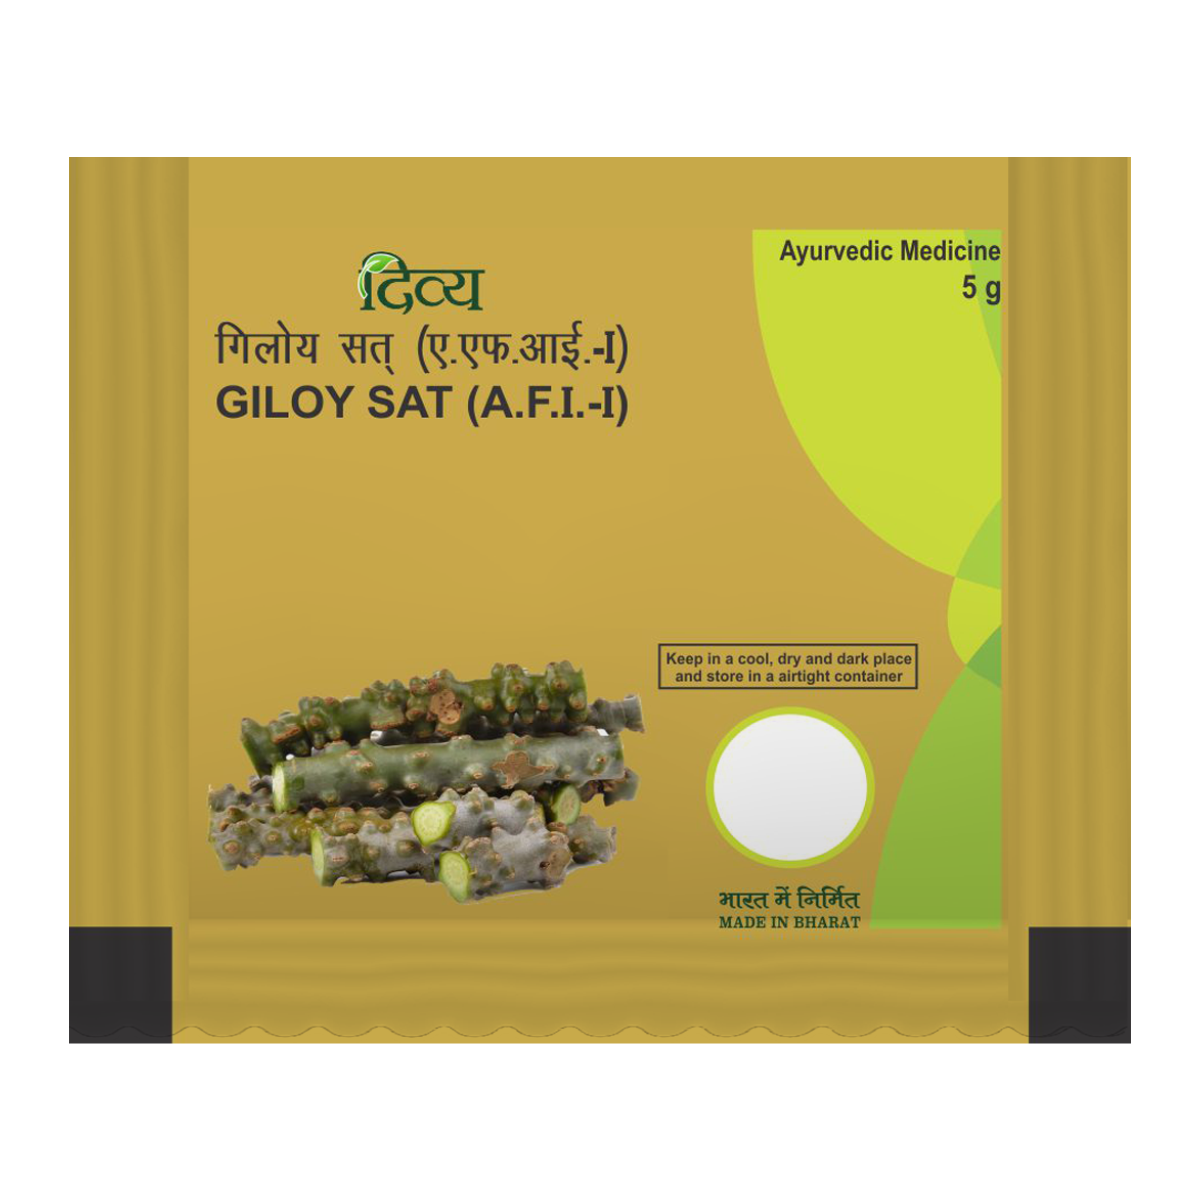 Ayurvedic Medicine
5 g
दिव्य
गिलोय सत् (ए.एफ.आई.-I)
GILOY SAT (A.F.I.-I)
Keep in a cool, dry and dark place
and store in a airtight container
भारत में निर्मित
MADE IN BHARAT